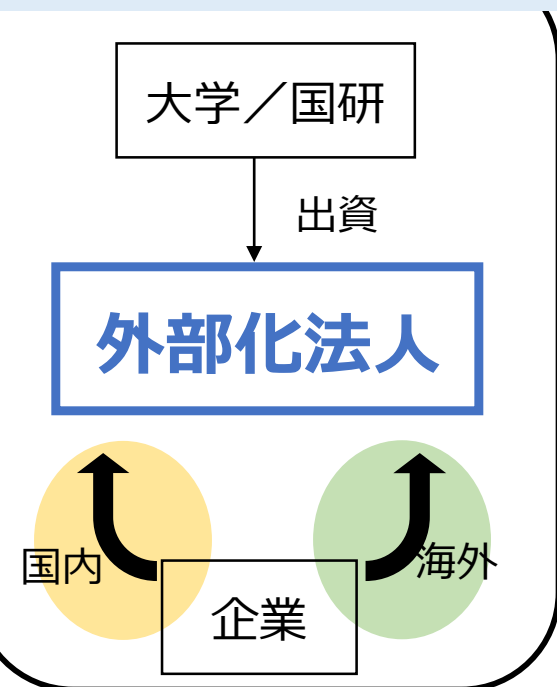 大学／国研
出資
外部化法人
国内
海外
企業